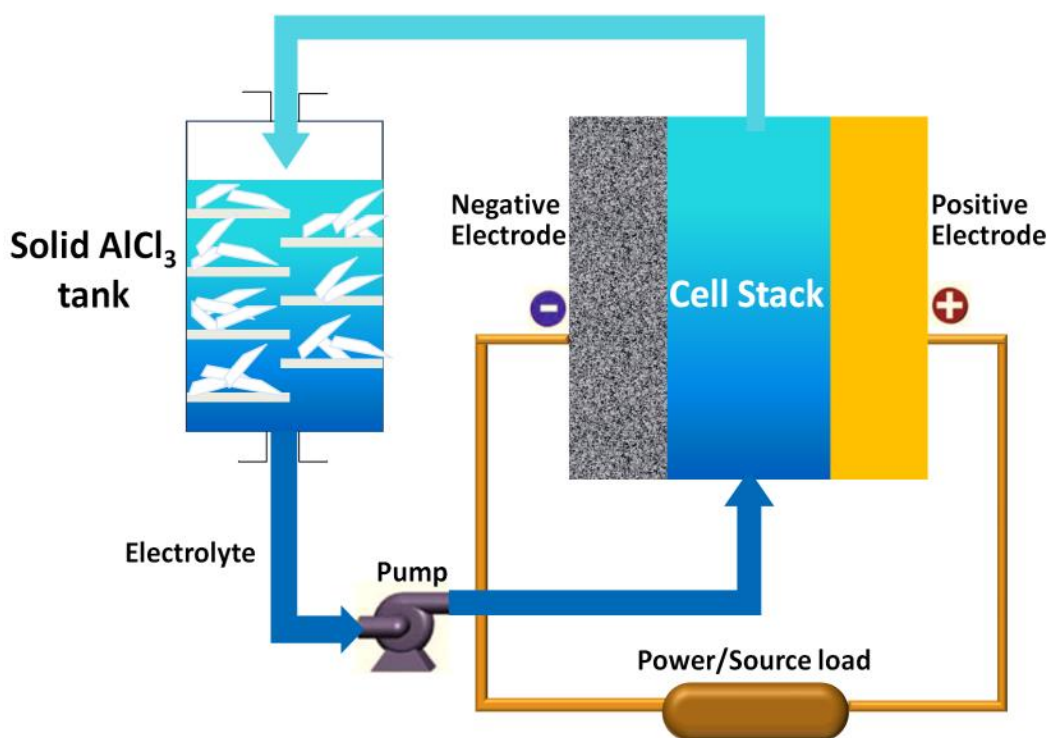 Solid AlCl₃
tank
Negative
Electrode
-
Cell Stack
Positive
Electrode
+
Electrolyte
Pump
Power/Source load